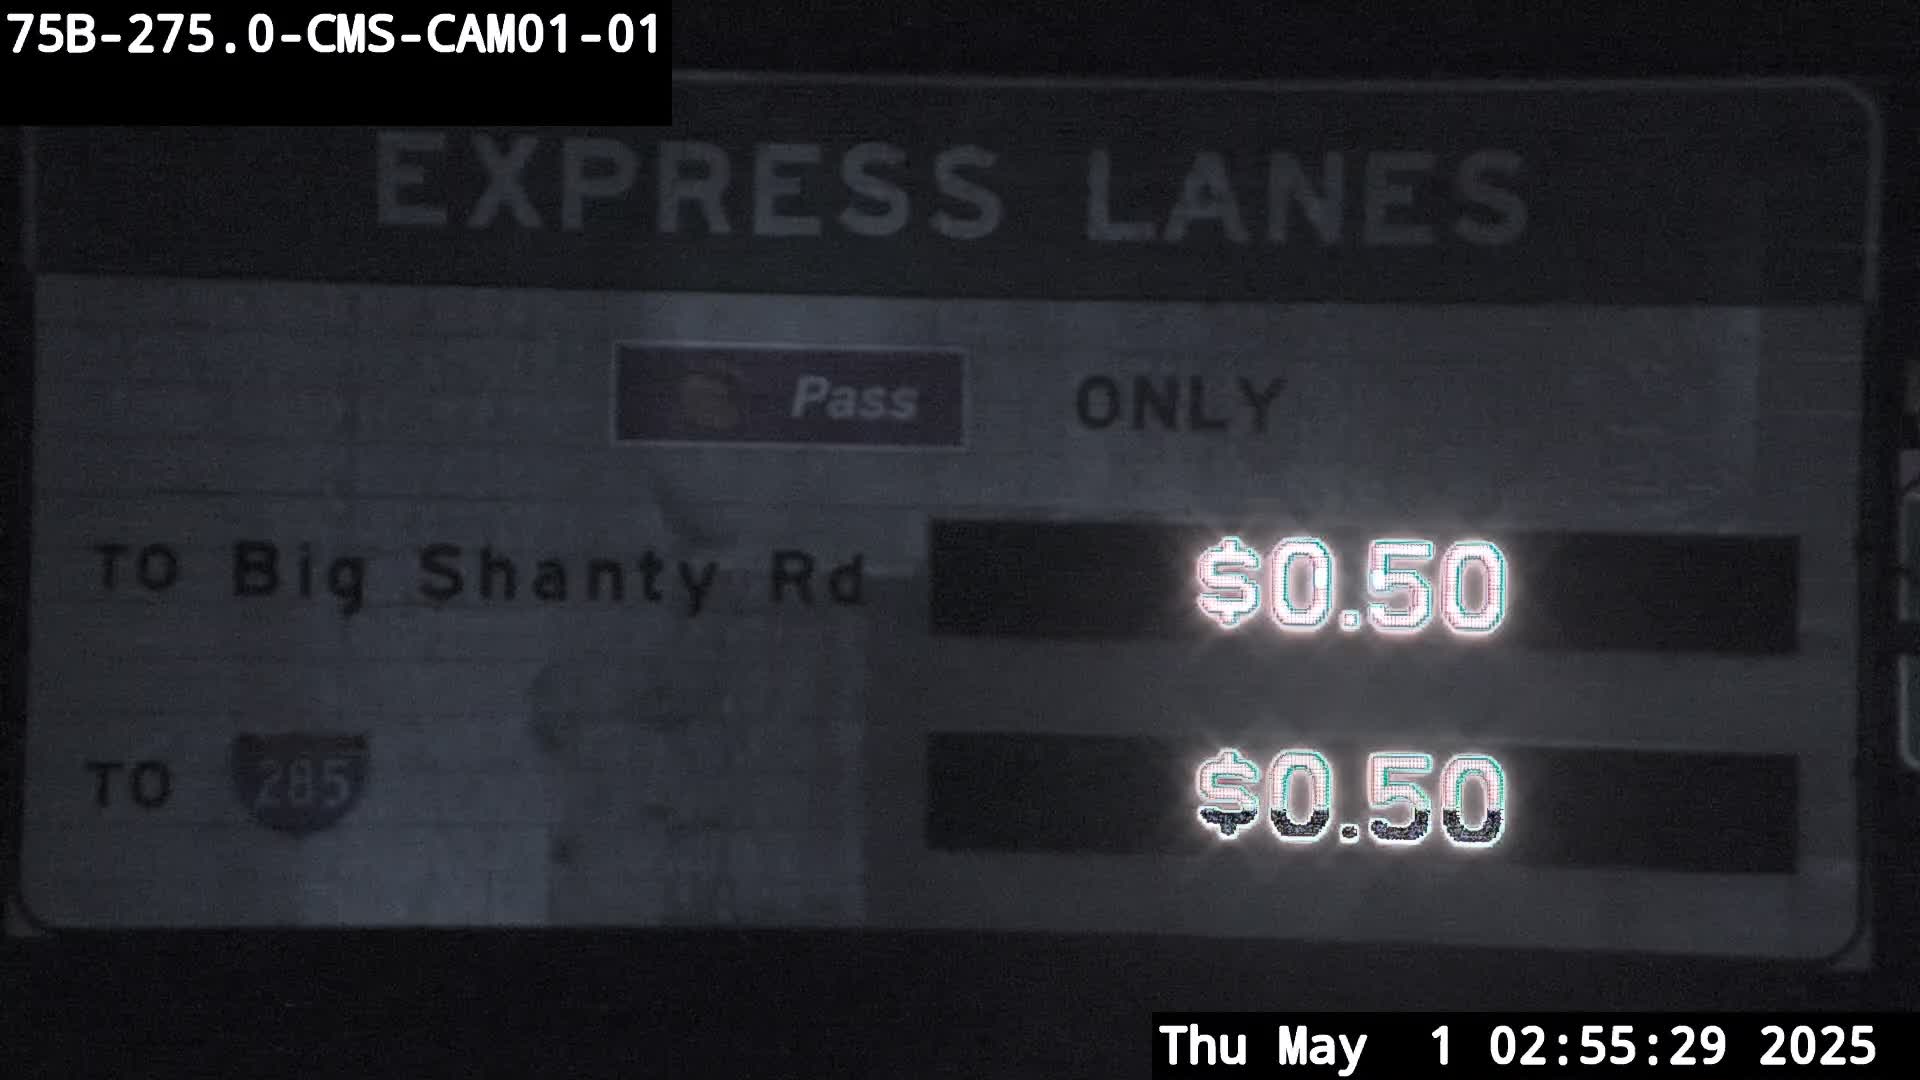 75B-275.0-CMS-CAM01-01
EXPRESS LANES
Pass ONLY
TO Big Shanty Rd $0.50
TO 285 $0.50
Thu May 1 02:55:29 2025